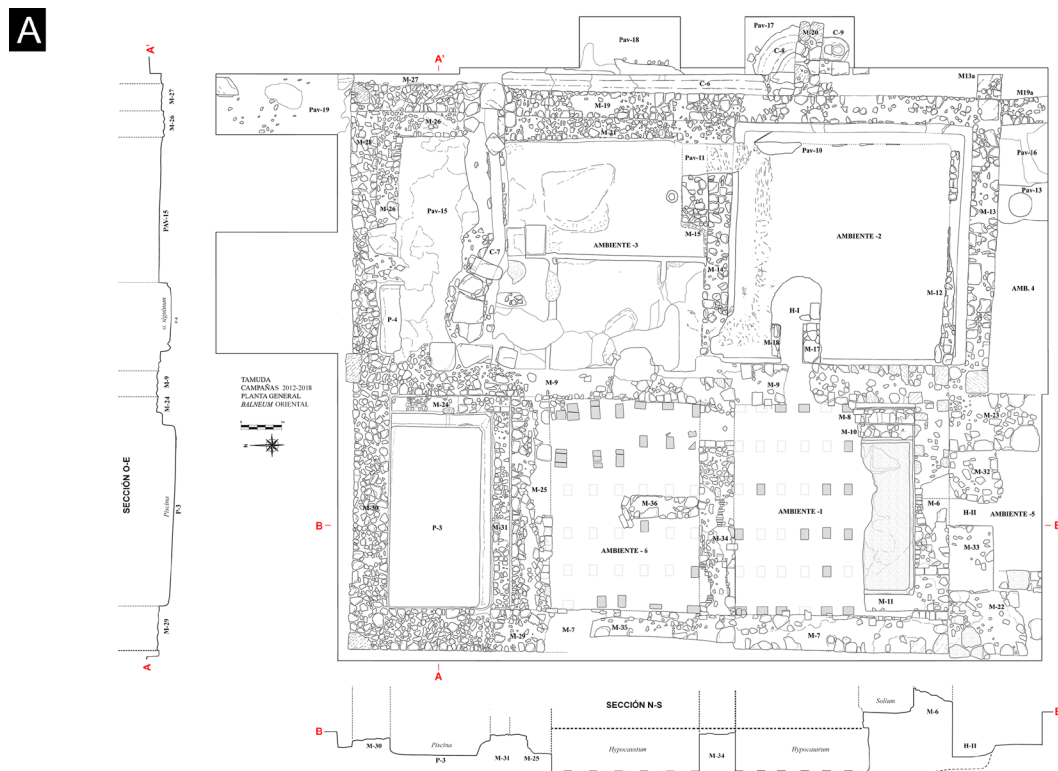 A
A'
M-27
M-26
PAV-15
o. signinum
P-4
M-9
M-24
Piscina
P-3
M-29
A
SECCIÓN O-E
A'
Pav-18
Pav-17
M-20
C-9
C-8
M-27
C-6
M13a
M19a
Pav-19
M-19
M-26
M-21
M-28
Pav-11
Pav-10
Pav-16
Pav-13
M-26
Pav-15
M-13
M-15
C-7
AMBIENTE -3
AMBIENTE-2
M-14
AMB. 4
M-12
H-I
P-4
M-18
M-17
TAMUDA
CAMPAÑAS 2012-2018
PLANTA GENERAL
BALNEUM ORIENTAL
N
M-9
M-9
M-24
M-8
M-23
M-10
M-32
M-25
M-36
M-6
M-30
P-3
M-31
AMBIENTE -1
H-II
AMBIENTE -5
B
B'
M-34
AMBIENTE - 6
M-33
M-11
M-22
M-29
M-7
M-35
M-7
A
SECCIÓN N-S
Solium
M-6
B
B'
M-30
Piscina
P-3
M-31
M-25
Hypocaustum
M-34
Hypocaustum
H-II